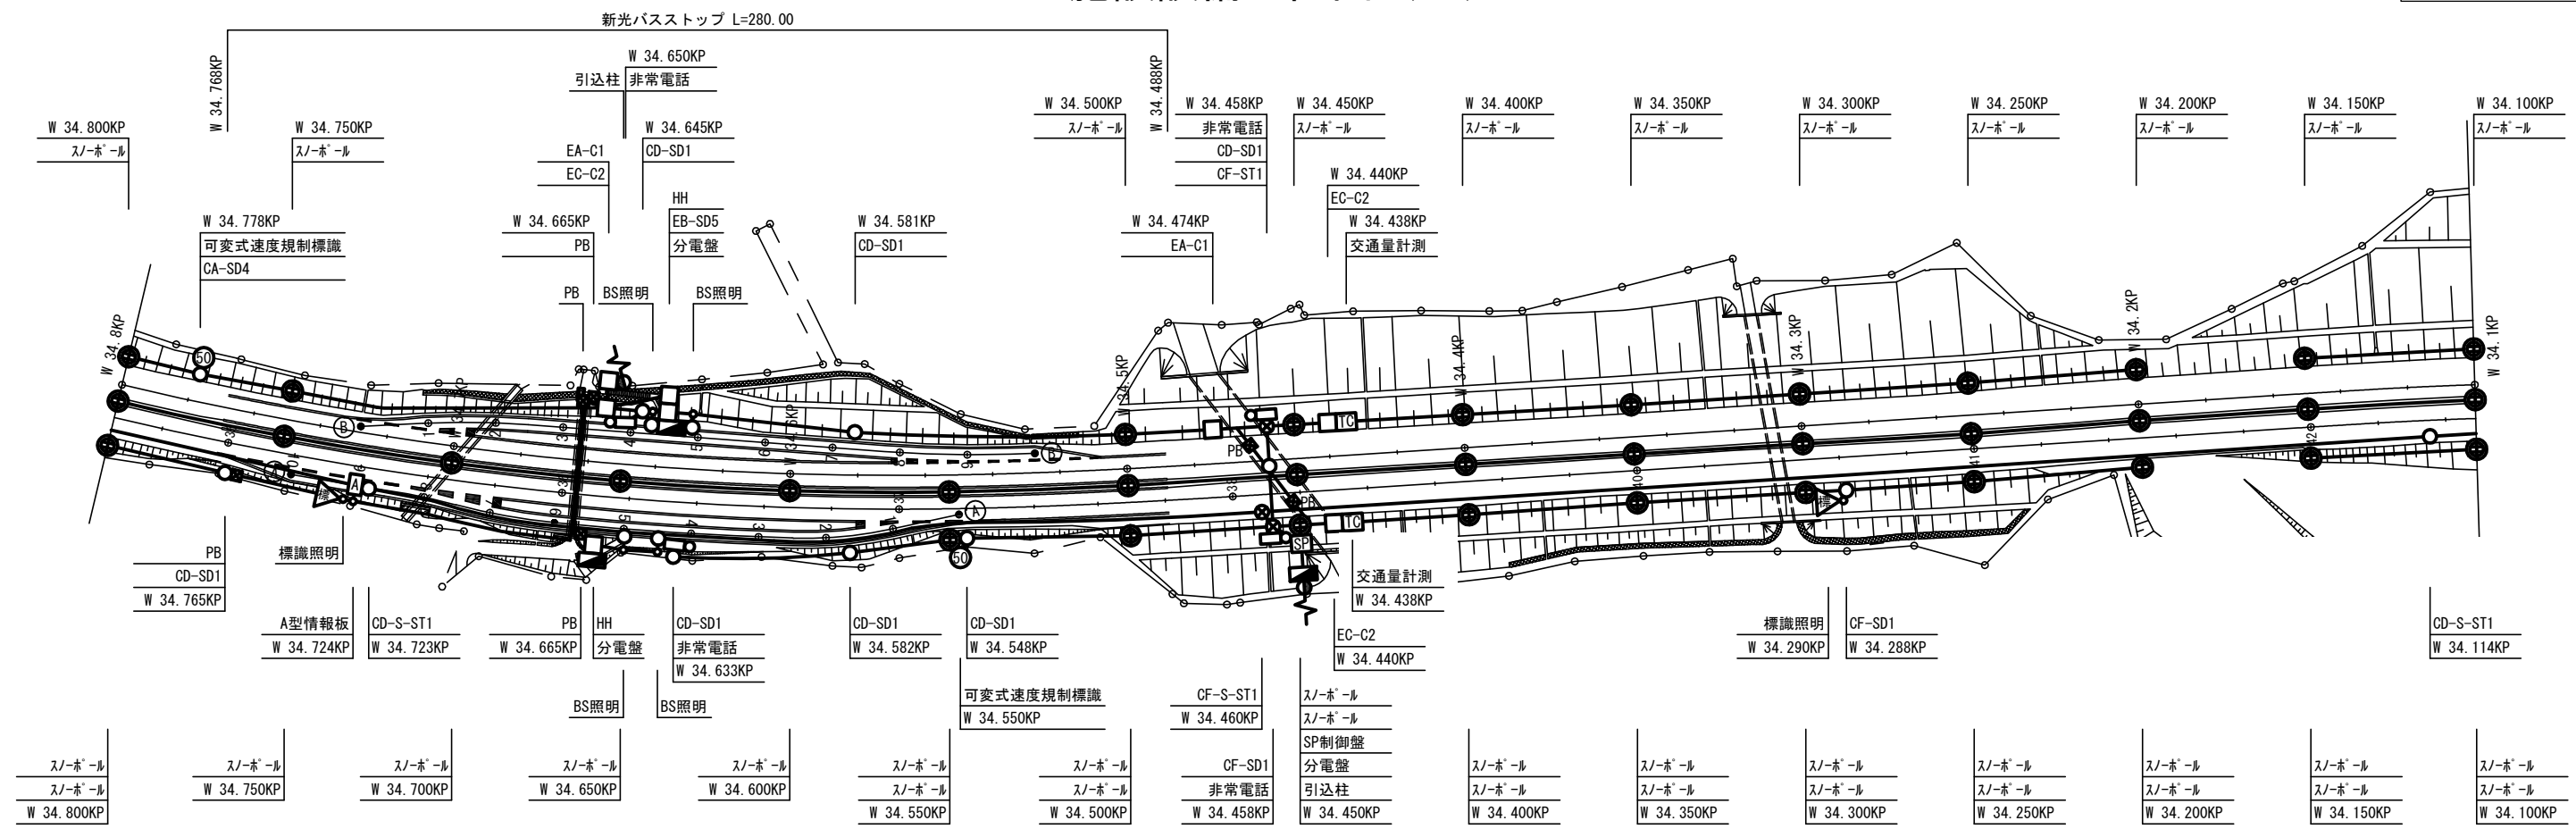 新光バスストップ L=280.00
W 34.768KP
W 34.488KP
W 34.650KP
引込柱
非常電話
W 34.800KP
スノーポール
W 34.750KP
スノーポール
EA-C1
EC-C2
W 34.645KP
CD-SD1
W 34.500KP
スノーポール
W 34.458KP
非常電話
CD-SD1
CF-ST1
W 34.450KP
スノーポール
W 34.400KP
スノーポール
W 34.350KP
スノーポール
W 34.300KP
スノーポール
W 34.250KP
スノーポール
W 34.200KP
スノーポール
W 34.150KP
スノーポール
W 34.100KP
スノーポール
W 34.440KP
EC-C2
W 34.778KP
可変式速度規制標識
CA-SD4
W 34.665KP
PB
HH
EB-SD5
分電盤
W 34.581KP
CD-SD1
W 34.474KP
EA-C1
W 34.438KP
交通量計測
PB
BS照明
BS照明
W 34.8KP
W 34.6KP
W 34.5KP
W 34.4KP
W 34.3KP
W 34.2KP
W 34.1KP
50
B
B
A
A
A
TC
PB
PB
TC
SP
50
標
標
PB
CD-SD1
W 34.765KP
標識照明
A型情報板
W 34.724KP
CD-S-ST1
W 34.723KP
PB
W 34.665KP
HH
分電盤
CD-SD1
非常電話
W 34.633KP
BS照明
BS照明
CD-SD1
W 34.582KP
CD-SD1
W 34.548KP
可変式速度規制標識
W 34.550KP
交通量計測
W 34.438KP
EC-C2
W 34.440KP
CF-S-ST1
W 34.460KP
標識照明
W 34.290KP
CF-SD1
W 34.288KP
CD-S-ST1
W 34.114KP
スノーポール
スノーポール
W 34.800KP
スノーポール
W 34.750KP
スノーポール
W 34.700KP
スノーポール
W 34.650KP
スノーポール
W 34.600KP
スノーポール
スノーポール
W 34.550KP
スノーポール
スノーポール
W 34.500KP
CF-SD1
非常電話
W 34.458KP
スノーポール
スノーポール
SP制御盤
分電盤
引込柱
W 34.450KP
スノーポール
スノーポール
W 34.400KP
スノーポール
スノーポール
W 34.350KP
スノーポール
スノーポール
W 34.300KP
スノーポール
スノーポール
W 34.250KP
スノーポール
スノーポール
W 34.200KP
スノーポール
スノーポール
W 34.150KP
スノーポール
スノーポール
W 34.100KP